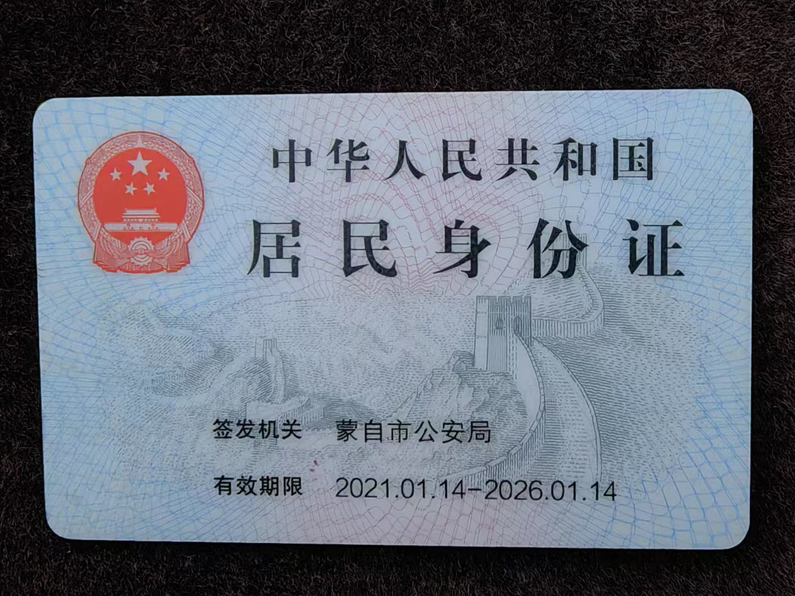 中华人民共和国
居民身份证
签发机关 蒙自市公安局
有效期限 2021.01.14-2026.01.14